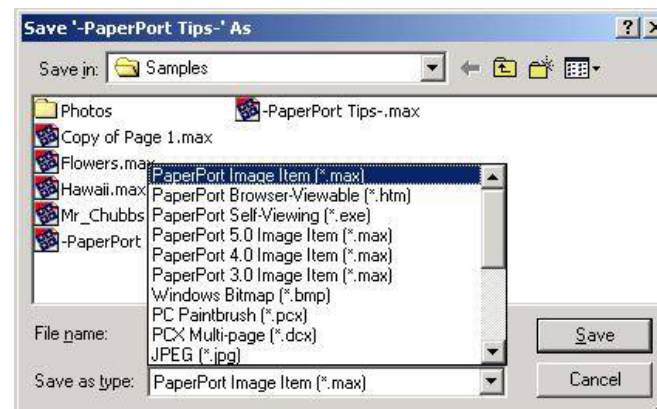 Save '-PaperPort Tips-' As
Save in: Samples
Photos
-PaperPort Tips-.max
Copy of Page 1.max
Flowers.max
Hawaii.max
Mr_Chubbs
-PaperPort
PaperPort Image Item (*.max)
PaperPort Browser-Viewable (*.htm)
PaperPort Self-Viewing (*.exe)
PaperPort 5.0 Image Item (*.max)
PaperPort 4.0 Image Item (*.max)
PaperPort 3.0 Image Item (*.max)
Windows Bitmap (*.bmp)
PC Paintbrush (*.pcx)
PCX Multi-page (*.dcx)
JPEG (*.jpg)
File name:
Save
Save as type: PaperPort Image Item (*.max)
Cancel